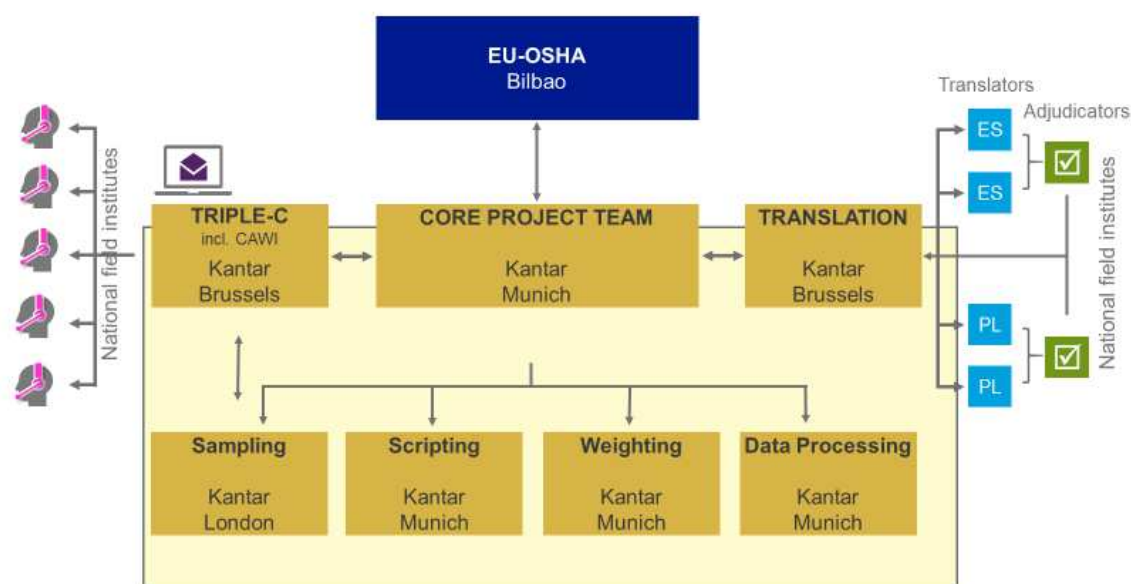 EU-OSHA
Bilbao
Translators
Adjudicators
ES
ES
PL
PL
National field institutes
National field institutes
TRIPLE-C
incl. CAWI
Kantar
Brussels
CORE PROJECT TEAM
Kantar
Munich
TRANSLATION
Kantar
Brussels
Sampling
Kantar
London
Scripting
Kantar
Munich
Weighting
Kantar
Munich
Data Processing
Kantar
Munich